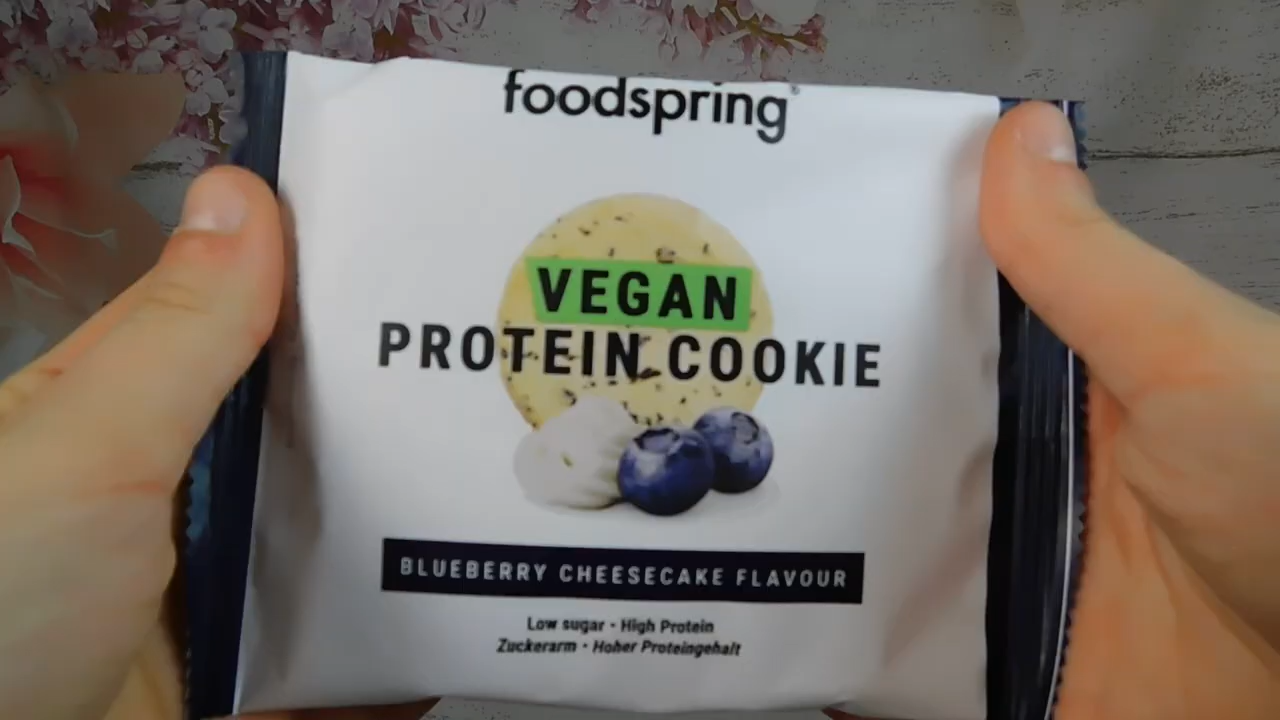 foodspring®
VEGAN
PROTEIN COOKIE
BLUEBERRY CHEESECAKE FLAVOUR
Low sugar • High Protein
Zuckerarm • Hoher Proteingehalt